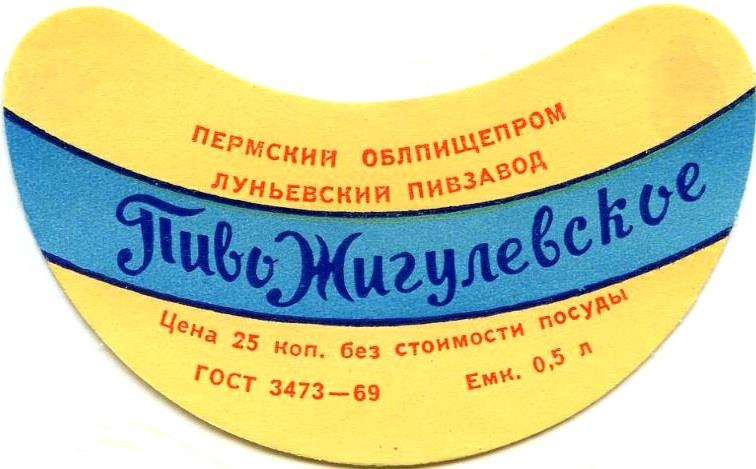 ПЕРМСКИЙ ОБЛПИЩЕПРОМ
ЛУНЬЕВСКИЙ ПИВЗАВОД
Пиво Жигулевское
Цена 25 коп. без стоимости посуды
ГОСТ 3473—69 Емк. 0,5 л